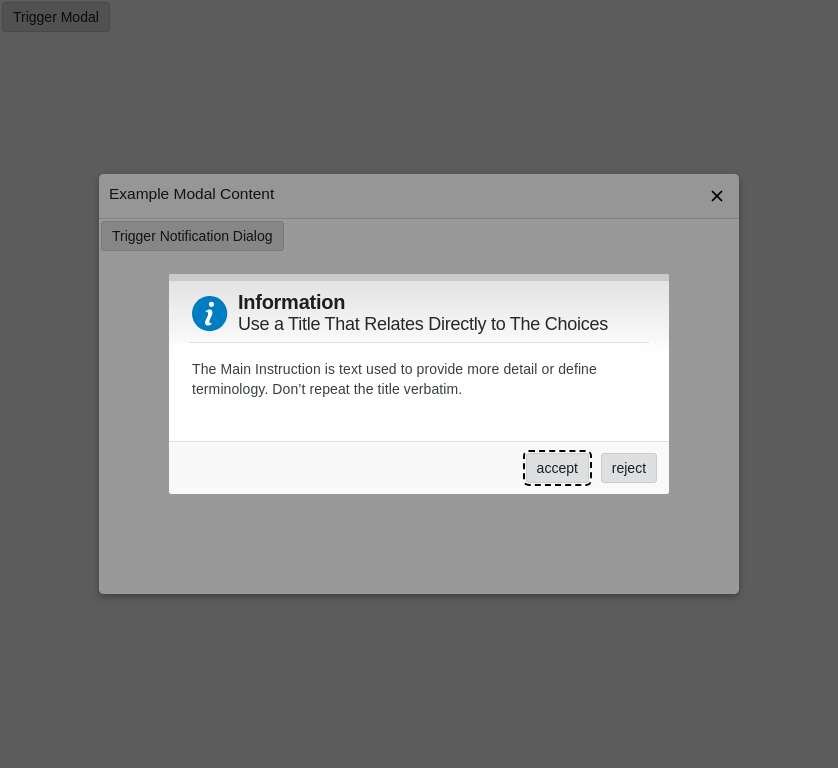 Trigger Modal
Example Modal Content
Trigger Notification Dialog
Information
Use a Title That Relates Directly to The Choices
The Main Instruction is text used to provide more detail or define
terminology. Don’t repeat the title verbatim.
accept
reject